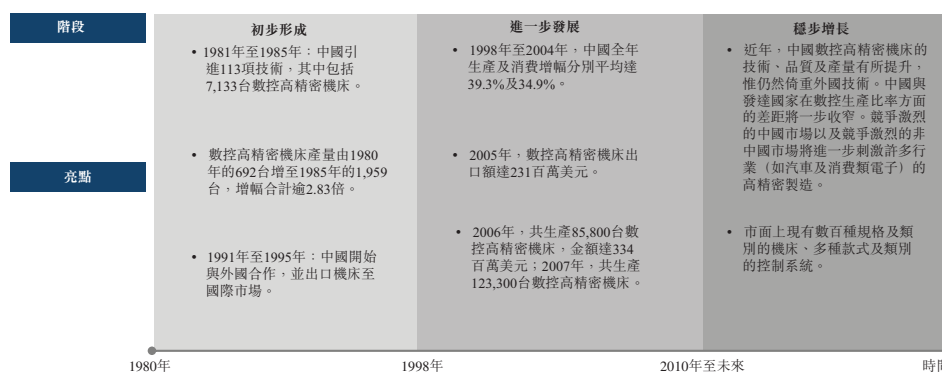 階段
初步形成
• 1981年至1985年：中國引
進113項技術，其中包括
7,133台數控高精密機床。
• 數控高精密機床產量由1980
年的692台增至1985年的1,959
台，增幅合計逾2.83倍。
• 1991年至1995年：中國開始
與外國合作，並出口機床至
國際市場。
進一步發展
• 1998年至2004年，中國全年
生產及消費增幅分別平均達
39.3%及34.9%。
• 2005年，數控高精密機床出
口額達231百萬美元。
• 2006年，共生產85,800台數
控高精密機床，金額達334
百萬美元；2007年，共生產
123,300台數控高精密機床。
穩步增長
• 近年，中國數控高精密機床的
技術、品質及產量有所提升，
惟仍然倚重外國技術。中國與
發達國家在數控生產比率方面
的差距將一步收窄。競爭激烈
的中國市場以及競爭激烈的非
中國市場將進一步刺激許多行
業（如汽車及消費類電子）的
高精密製造。
• 市面上現有數百種規格及類
別的機床、多種款式及類別
的控制系統。
亮點
1980年
1998年
2010年至未來
時